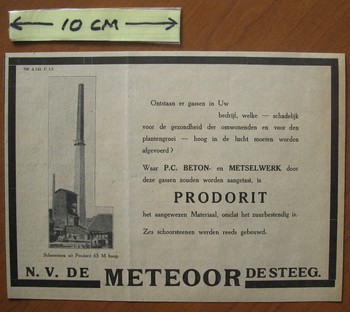 10 CM
Ontstaan er gassen in Uw
bedrijf, welke — schadelijk
voor de gezondheid der omwonenden en voor den
plantengroei — hoog in de lucht moeten worden
afgevoerd?
Waar P.C. BETON- en METSELWERK door
deze gassen zouden worden aangetast, is
PRODORIT
het aangewezen Materiaal, omdat het zuurbestendig is.
Zes schoorsteenen werden reeds gebouwd.
Schoorsteen uit Prodorit 63 M hoog.
N. V. DE METEOOR DE STEEG.